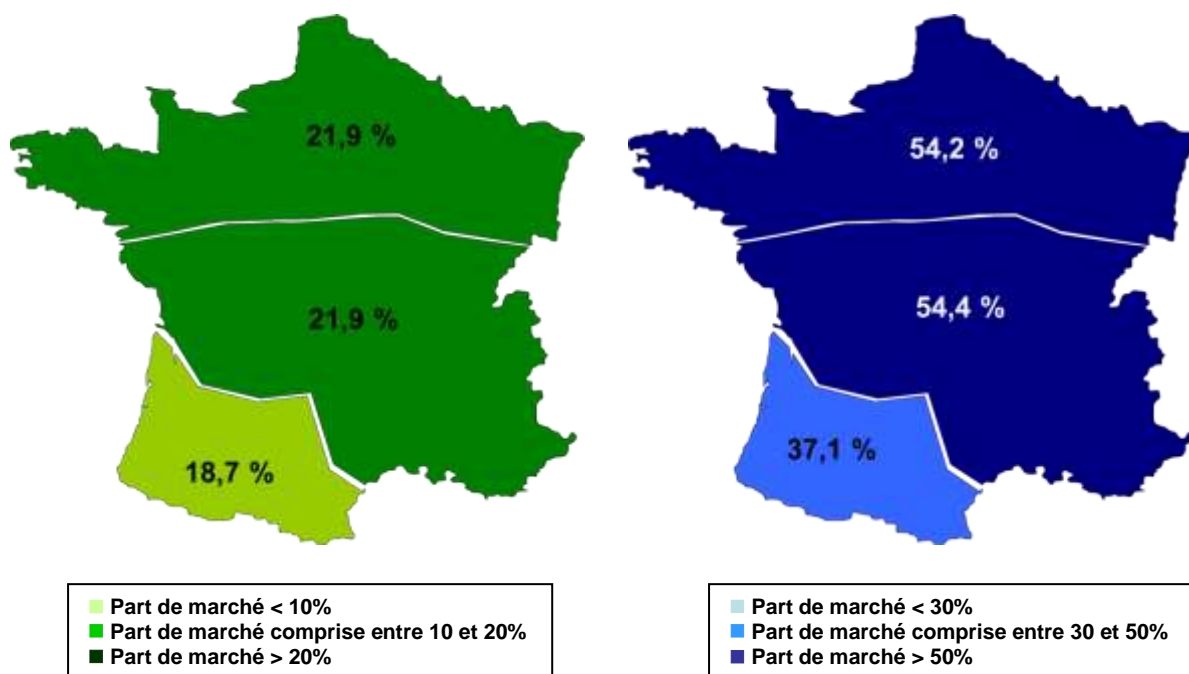 21,9 %
21,9 %
18,7 %
54,2 %
54,4 %
37,1 %
Part de marché < 10%
Part de marché comprise entre 10 et 20%
Part de marché > 20%
Part de marché < 30%
Part de marché comprise entre 30 et 50%
Part de marché > 50%